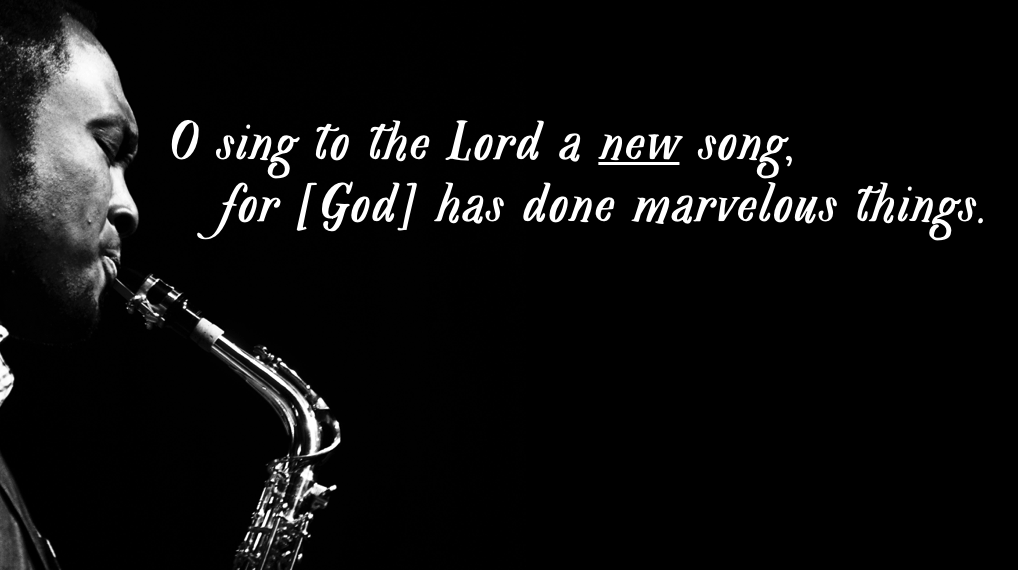 O sing to the Lord a new song,
for [God] has done marvelous things.